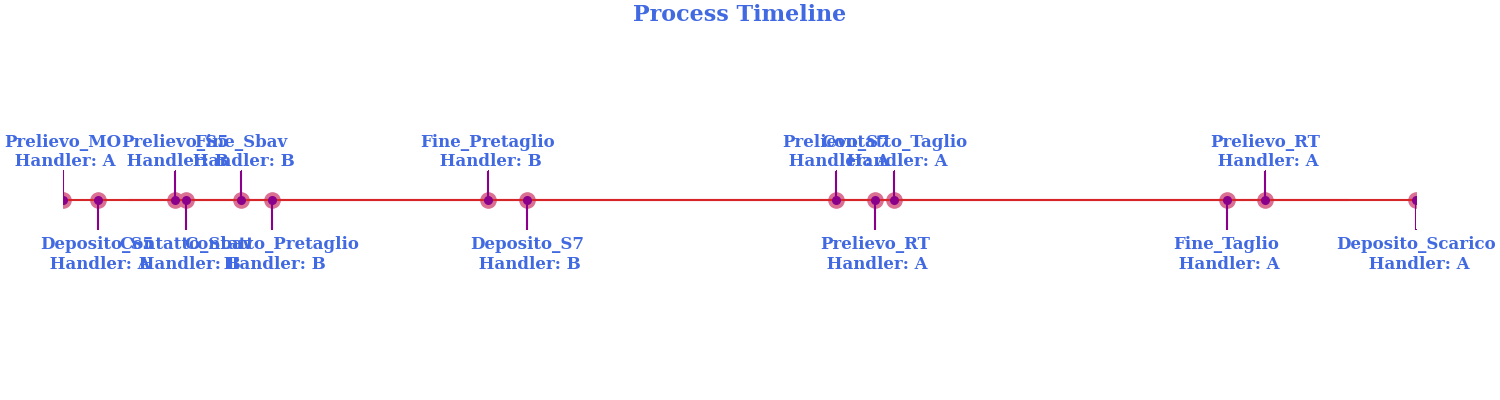 Process Timeline
Prelievo_MO
Handler: A
Prelievo_S5
Handler: B
Fine_Sbav
Handler: B
Fine_Pretaglio
Handler: B
Prelievo_S7
Handler: A
Contatto_Taglio
Handler: A
Prelievo_RT
Handler: A
Deposito_S5
Handler: A
Contatto_Sbav
Handler: B
Contatto_Pretaglio
Handler: B
Deposito_S7
Handler: B
Prelievo_RT
Handler: A
Fine_Taglio
Handler: A
Deposito_Scarico
Handler: A